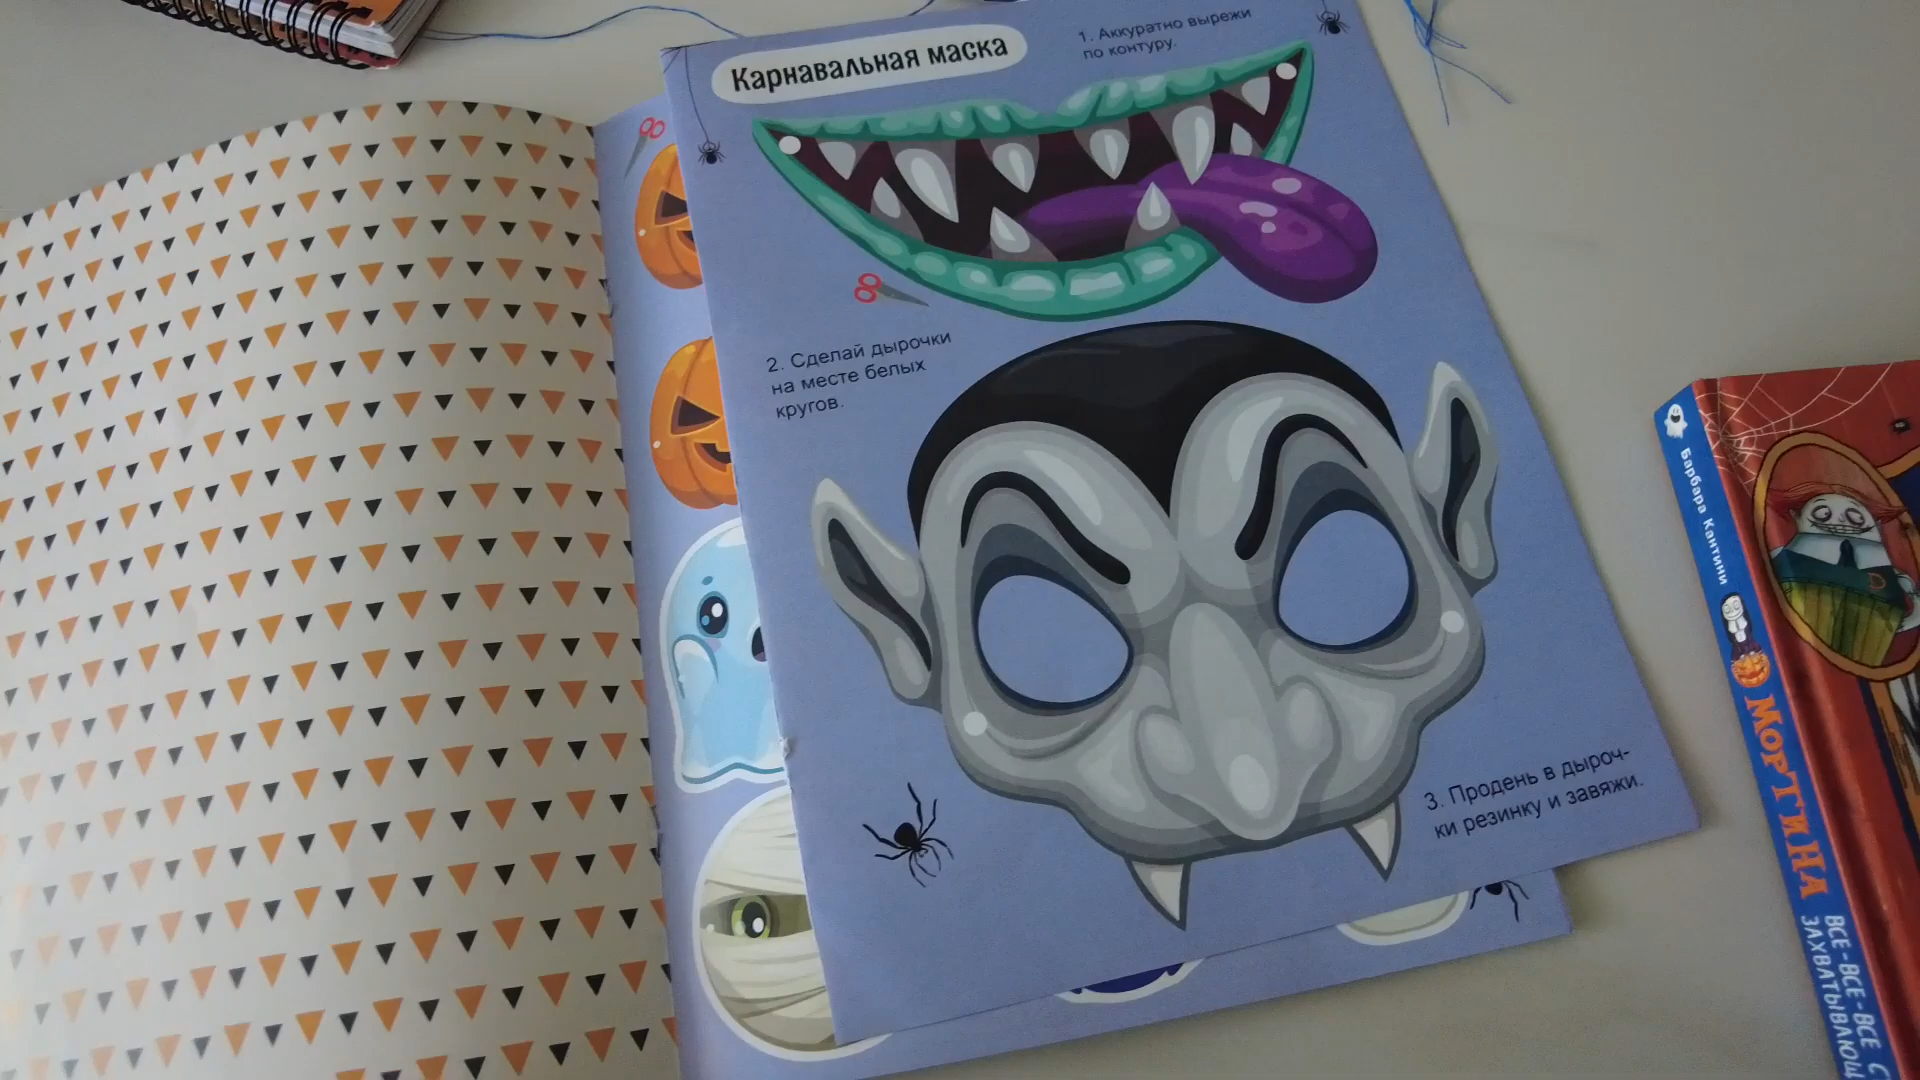 Карнавальная маска
1. Аккуратно вырежи
по контуру.
2. Сделай дырочки
на месте белых
кругов.
3. Продень в дыроч-
ки резинку и завяжи.
Барбара Кантини
МОРТИНА
ВСЕ-ВСЕ-ВСЕ
ЗАХВАТЫВАЮЩ